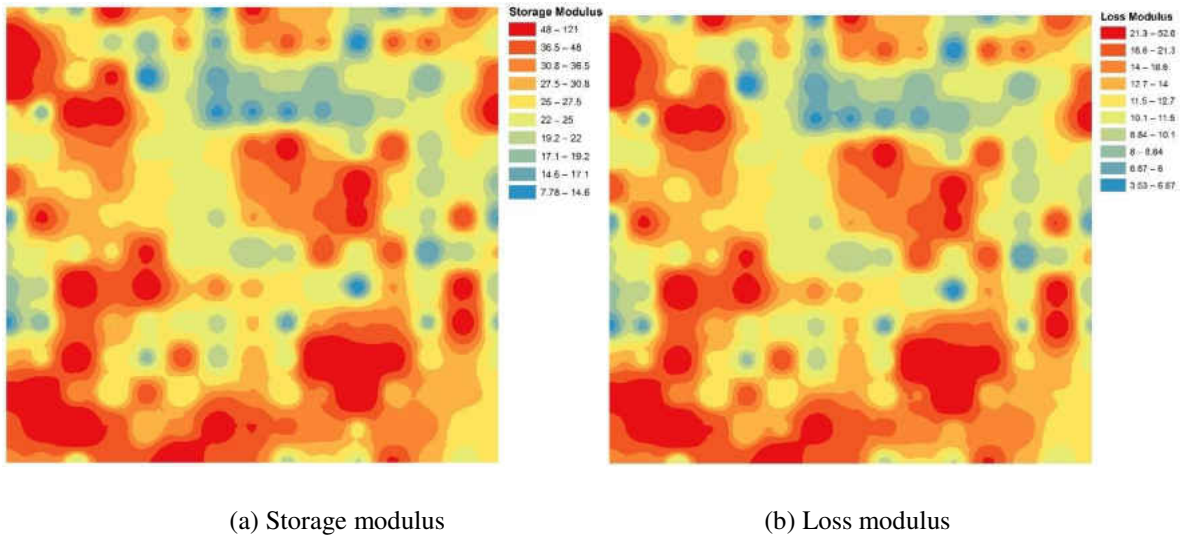 Storage Modulus
48 – 121
36.5 – 48
30.8 – 36.5
27.5 – 30.8
25 – 27.5
22 – 25
19.2 – 22
17.1 – 19.2
14.6 – 17.1
7.78 – 14.6
Loss Modulus
21.3 – 52.8
16.6 – 21.3
14 – 16.6
12.7 – 14
11.5 – 12.7
10.1 – 11.5
8.84 – 10.1
8 – 8.84
6.87 – 8
3.53 – 6.87
(a) Storage modulus
(b) Loss modulus